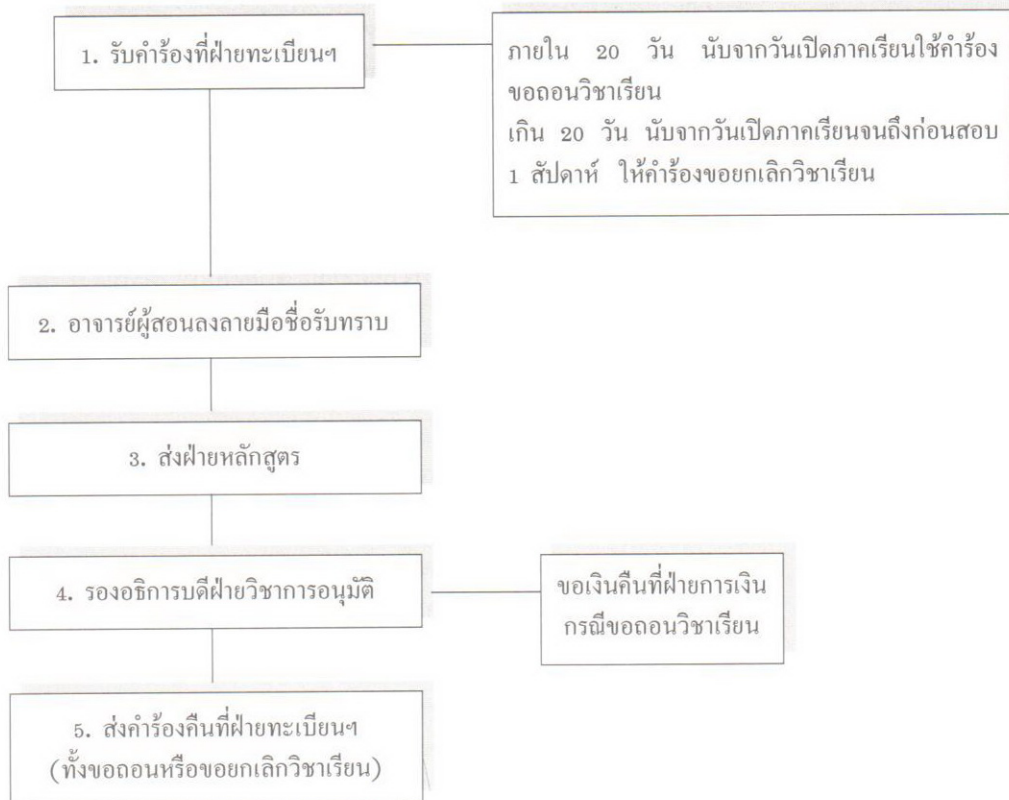 1. รับคำร้องที่ฝ่ายทะเบียนฯ
ภายใน 20 วัน นับจากวันเปิดภาคเรียนใช้คำร้อง
ขอถอนวิชาเรียน
เกิน 20 วัน นับจากวันเปิดภาคเรียนจนถึงก่อนสอบ
1 สัปดาห์ ให้คำร้องขอยกเลิกวิชาเรียน
2. อาจารย์ผู้สอนลงลายมือชื่อรับทราบ
3. ส่งฝ่ายหลักสูตร
4. รองอธิการบดีฝ่ายวิชาการอนุมัติ
ขอเงินคืนที่ฝ่ายการเงิน
กรณีขอถอนวิชาเรียน
5. ส่งคำร้องคืนที่ฝ่ายทะเบียนฯ
(ทั้งขอถอนหรือขอยกเลิกวิชาเรียน)